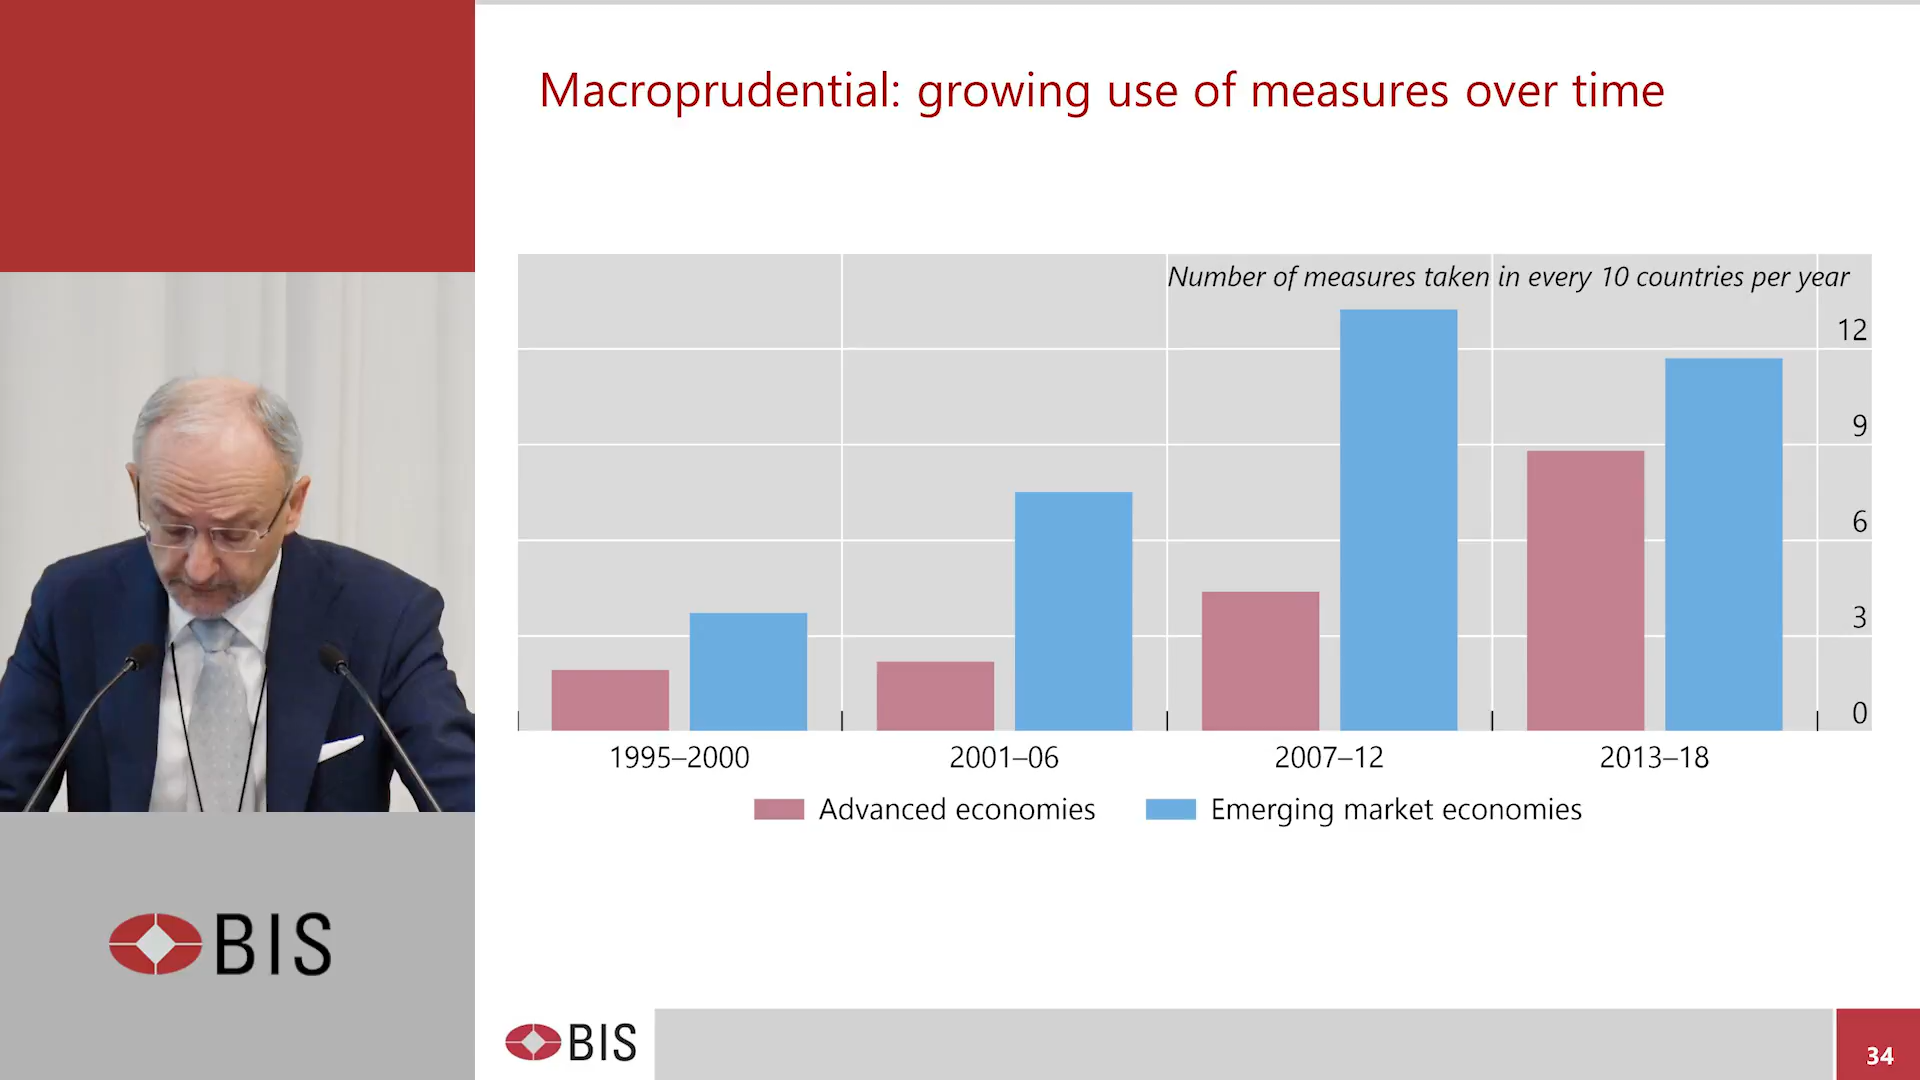 Macroprudential: growing use of measures over time
Number of measures taken in every 10 countries per year
12
9
6
3
0
1995–2000
2001–06
2007–12
2013–18
Advanced economies
Emerging market economies
BIS
BIS
34